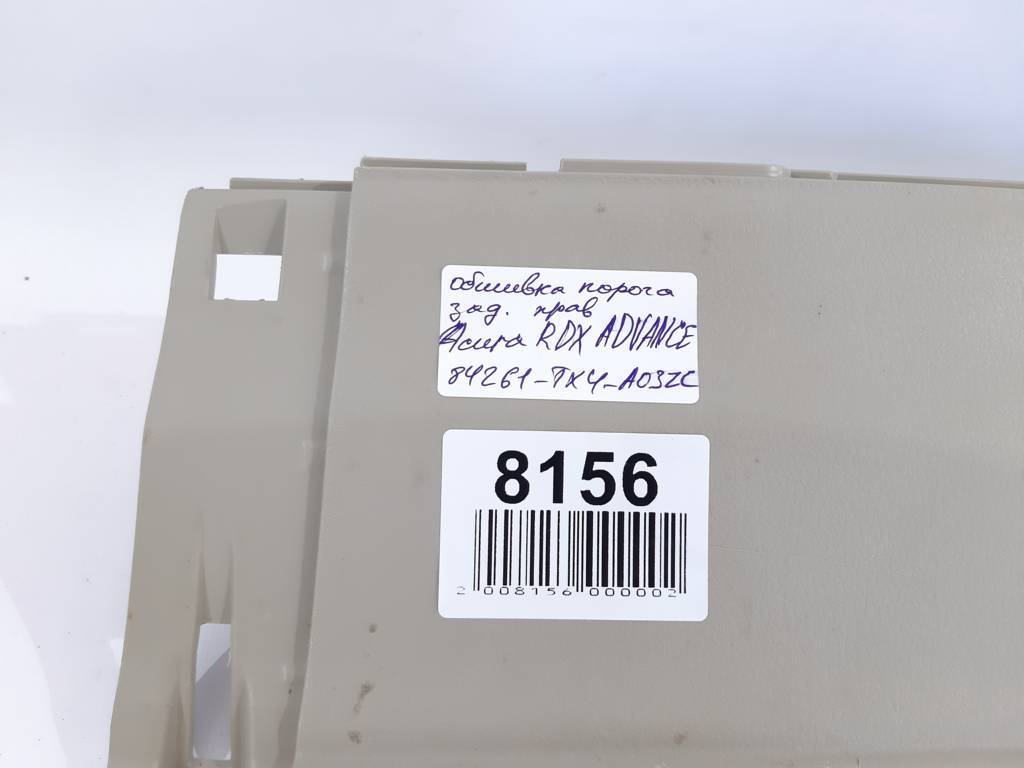 обшивка порога
зад. прав
Acura RDX ADVANCE
84261-TX4-A03ZC
8156
2 008156 000002